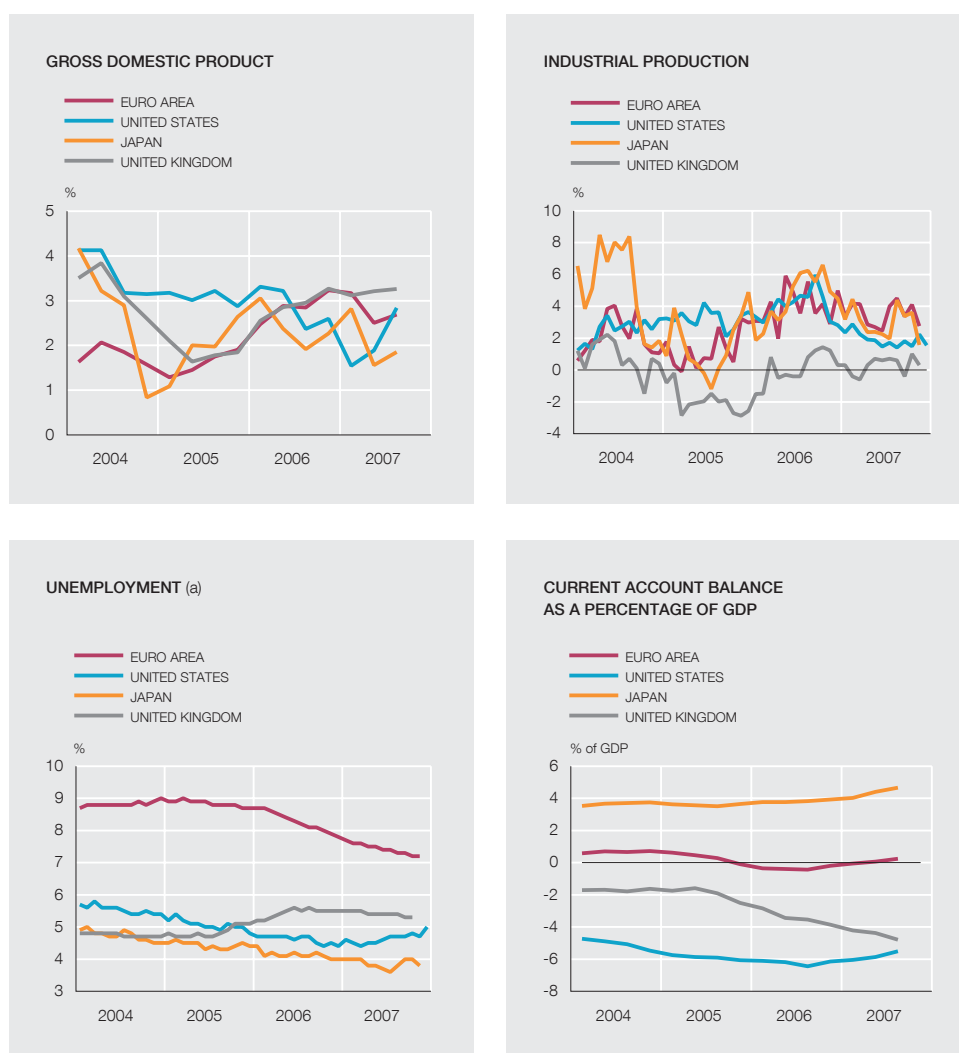 GROSS DOMESTIC PRODUCT
EURO AREA
UNITED STATES
JAPAN
UNITED KINGDOM
%
5
4
3
2
1
0
2004 2005 2006 2007
INDUSTRIAL PRODUCTION
EURO AREA
UNITED STATES
JAPAN
UNITED KINGDOM
%
10
8
6
4
2
0
-2
-4
2004 2005 2006 2007
UNEMPLOYMENT (a)
EURO AREA
UNITED STATES
JAPAN
UNITED KINGDOM
%
10
9
8
7
6
5
4
3
2004 2005 2006 2007
CURRENT ACCOUNT BALANCE
AS A PERCENTAGE OF GDP
EURO AREA
UNITED STATES
JAPAN
UNITED KINGDOM
% of GDP
6
4
2
0
-2
-4
-6
-8
2004 2005 2006 2007